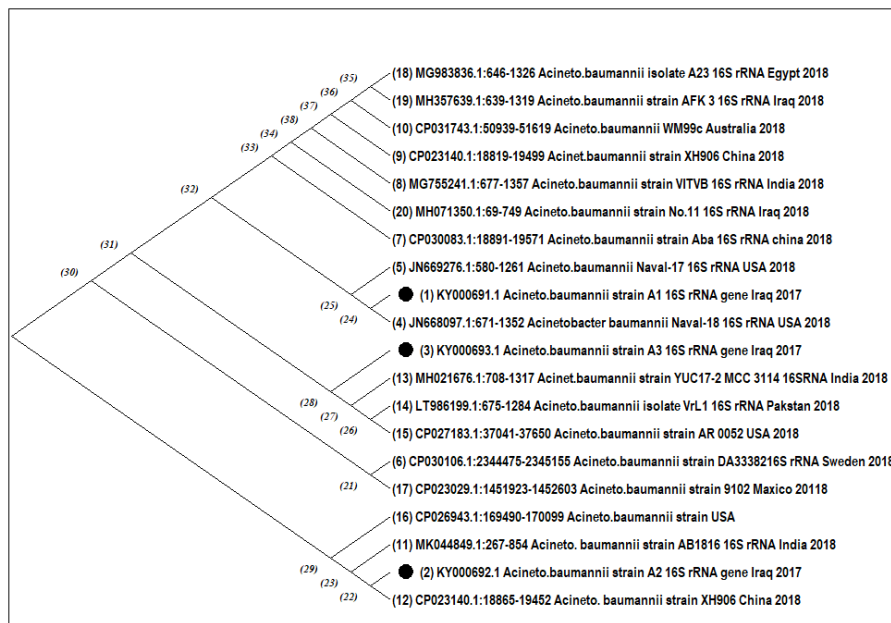 (35)
(18) MG983836.1:646-1326 Acineto.baumannii isolate A23 16S rRNA Egypt 2018
(36)
(19) MH357639.1:639-1319 Acineto.baumannii strain AFK 3 16S rRNA Iraq 2018
(37)
(10) CP031743.1:50939-51619 Acineto.baumannii WM99c Australia 2018
(38)
(34)
(9) CP023140.1:18819-19499 Acinet.baumannii strain XH906 China 2018
(33)
(8) MG755241.1:677-1357 Acineto.baumannii strain VITVB 16S rRNA India 2018
(32)
(20) MH071350.1:69-749 Acineto.baumannii strain No.11 16S rRNA Iraq 2018
(7) CP030083.1:18891-19571 Acineto.baumannii strain Aba 16S rRNA china 2018
(31)
(30)
(5) JN669276.1:580-1261 Acineto.baumannii Naval-17 16S rRNA USA 2018
(25)
(1) KY000691.1 Acineto.baumannii strain A1 16S rRNA gene Iraq 2017
(24)
(4) JN668097.1:671-1352 Acinetobacter baumannii Naval-18 16S rRNA USA 2018
(3) KY000693.1 Acineto.baumannii strain A3 16S rRNA gene Iraq 2017
(13) MH021676.1:708-1317 Acinet.baumannii strain YUC17-2 MCC 3114 16SRNA India 2018
(28)
(14) LT986199.1:675-1284 Acineto.baumannii isolate VrL1 16S rRNA Pakstan 2018
(27)
(26)
(15) CP027183.1:37041-37650 Acineto.baumannii strain AR 0052 USA 2018
(6) CP030106.1:2344475-2345155 Acineto.baumannii strain DA3338216S rRNA Sweden 2018
(21)
(17) CP023029.1:1451923-1452603 Acineto.baumannii strain 9102 Maxico 20118
(16) CP026943.1:169490-170099 Acineto.baumannii strain USA
(11) MK044849.1:267-854 Acineto. baumannii strain AB1816 16S rRNA India 2018
(29)
(23)
(2) KY000692.1 Acineto.baumannii strain A2 16S rRNA gene Iraq 2017
(22)
(12) CP023140.1:18865-19452 Acineto. baumannii strain XH906 China 2018